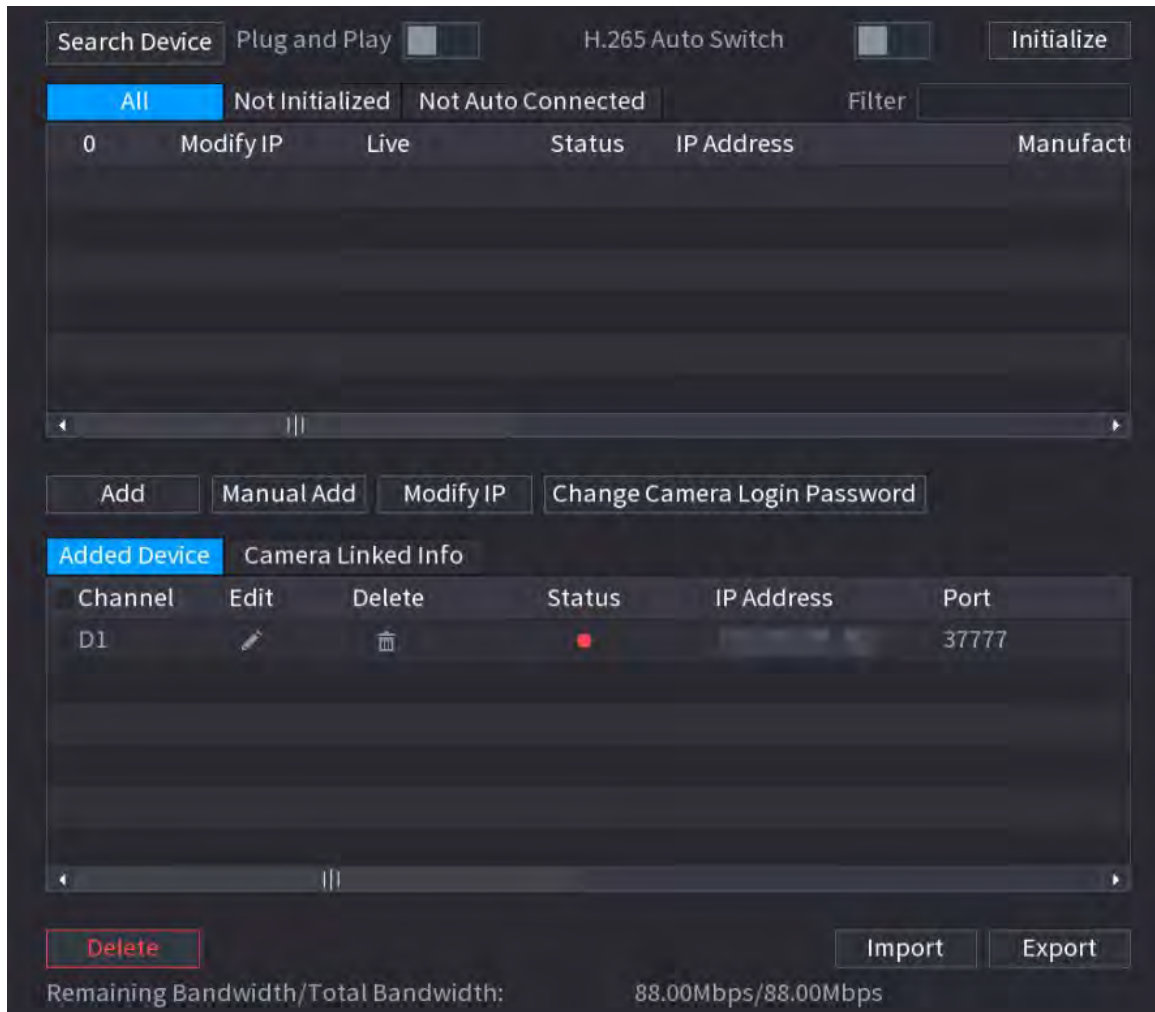 Search Device Plug and Play H.265 Auto Switch Initialize
All Not Initialized Not Auto Connected Filter
0 Modify IP Live Status IP Address
Add Manual Add Modify IP Change Camera Login Password
Added Device Camera Linked Info
Channel Edit Delete Status IP Address Port
D1 37777
Delete Import Export
Remaining Bandwidth/Total Bandwidth: 88.00Mbps/88.00Mbps